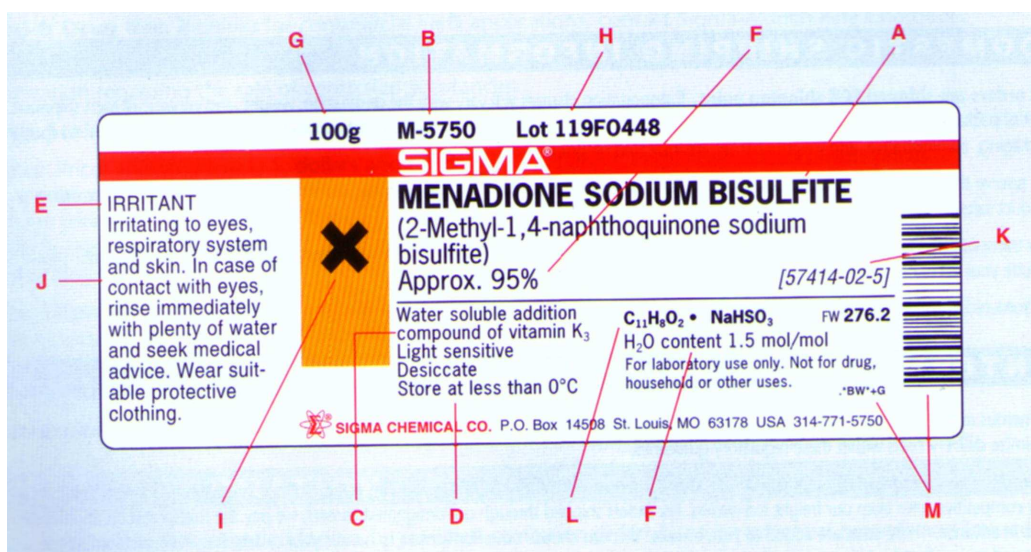 G B H F A
100g M-5750 Lot 119F0448
SIGMA®
E
IRRITANT
Irritating to eyes,
respiratory system
and skin. In case of
J
contact with eyes,
rinse immediately
with plenty of water
and seek medical
advice. Wear suit-
able protective
clothing.
MENADIONE SODIUM BISULFITE
(2-Methyl-1,4-naphthoquinone sodium
bisulfite)
K
Approx. 95% [57414-02-5]
Water soluble addition
compound of vitamin K₃
Light sensitive
Desiccate
Store at less than 0°C
C₁₁H₈O₂ • NaHSO₃ FW 276.2
H₂O content 1.5 mol/mol
For laboratory use only. Not for drug,
household or other uses.
.*BW*+G
Σ SIGMA CHEMICAL CO. P.O. Box 14508 St. Louis, MO 63178 USA 314-771-5750
I C D L F M